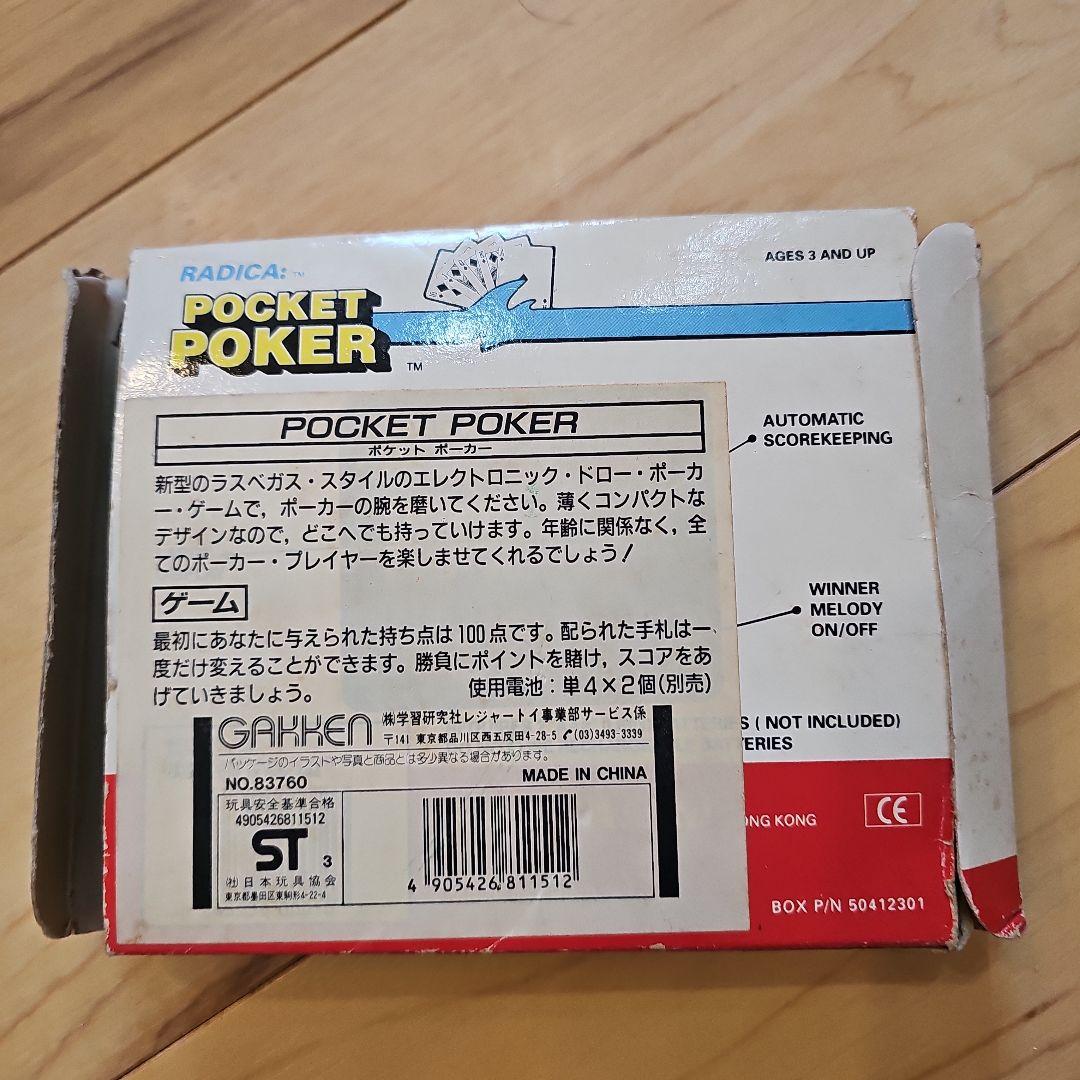 RADICA: ™
AGES 3 AND UP
POCKET
POKER ™
POCKET POKER
ポケット ポーカー
新型のラスベガス・スタイルのエレクトロニック・ドロー・ポーカ
ー・ゲームで，ポーカーの腕を磨いてください。薄くコンパクトな
デザインなので，どこへでも持っていけます。年齢に関係なく，全
てのポーカー・プレイヤーを楽しませてくれるでしょう！
ゲーム
最初にあなたに与えられた持ち点は100点です。配られた手札は一
度だけ変えることができます。勝負にポイントを賭け，スコアをあ
げていきましょう。
使用電池：単4×2個(別売)
GAKKEN
㈱学習研究社レジャートイ事業部サービス係
〒141 東京都品川区西五反田4-28-5 ✆(03)3493-3339
パッケージのイラストや写真と商品とは多少異なる場合があります。
NO.83760
MADE IN CHINA
玩具安全基準合格
4905426811512
ST 3
㈳日本玩具協会
東京都墨田区東駒形4-22-4
4 905426 811512
AUTOMATIC
SCOREKEEPING
WINNER
MELODY
ON/OFF
( NOT INCLUDED)
ONG KONG
CE
BOX P/N 50412301